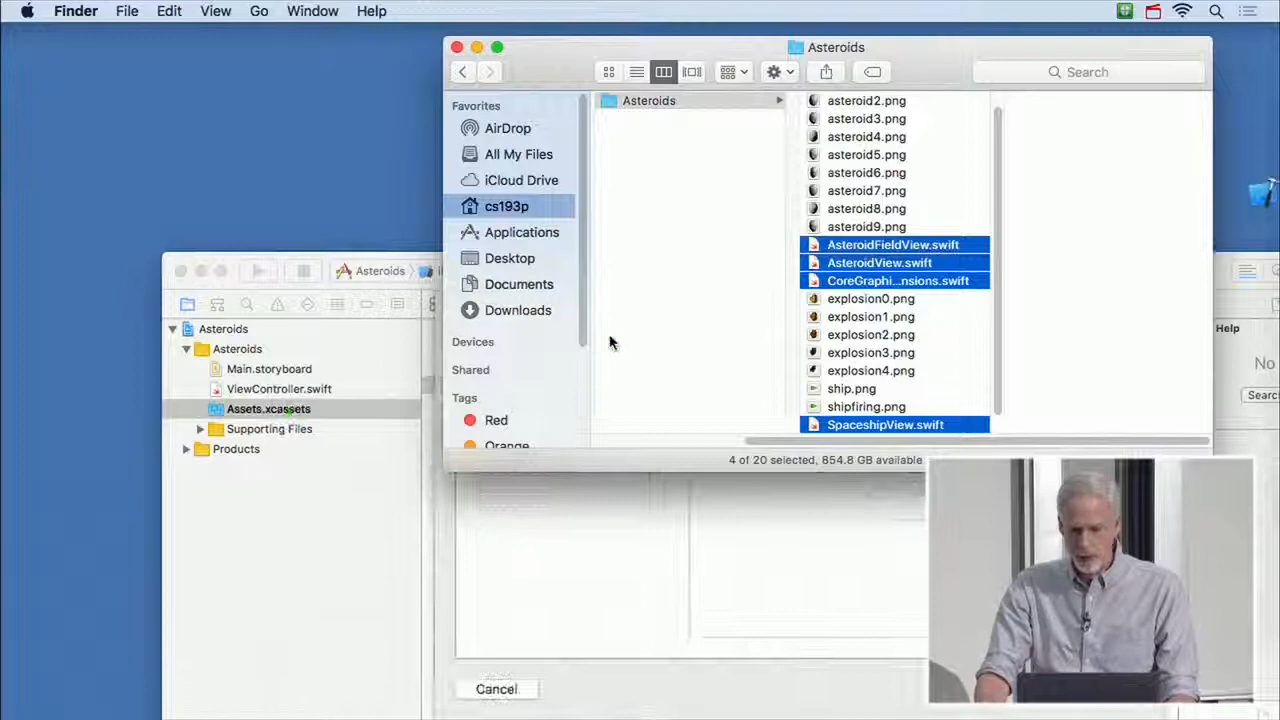 Finder File Edit View Go Window Help
Asteroids
Search
Favorites
AirDrop
All My Files
iCloud Drive
cs193p
Applications
Desktop
Documents
Downloads
Devices
Shared
Tags
Red
Orange
Asteroids
asteroid2.png
asteroid3.png
asteroid4.png
asteroid5.png
asteroid6.png
asteroid7.png
asteroid8.png
asteroid9.png
AsteroidFieldView.swift
AsteroidView.swift
CoreGraphi...nsions.swift
explosion0.png
explosion1.png
explosion2.png
explosion3.png
explosion4.png
ship.png
shipfiring.png
SpaceshipView.swift
4 of 20 selected, 854.8 GB available
Asteroids
Asteroids
Asteroids
Main.storyboard
ViewController.swift
Assets.xcassets
Supporting Files
Products
Help
No
Searc
Cancel